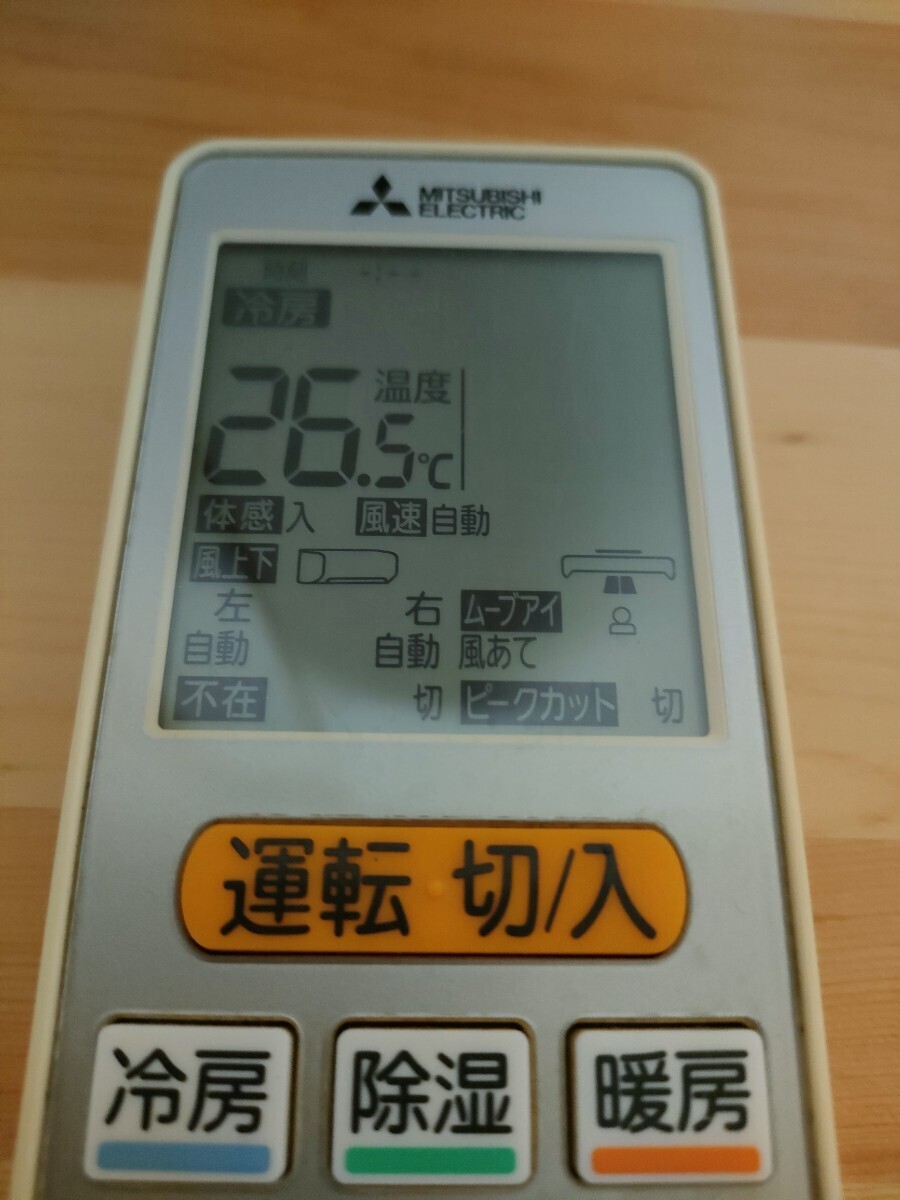 MITSUBISHI
ELECTRIC
冷房
26.5℃ 温度
体感 入 風速 自動
風上下
左 右 ムーブアイ
自動 自動 風あて
不在 切 ピークカット 切
運転 切/入
冷房 除湿 暖房